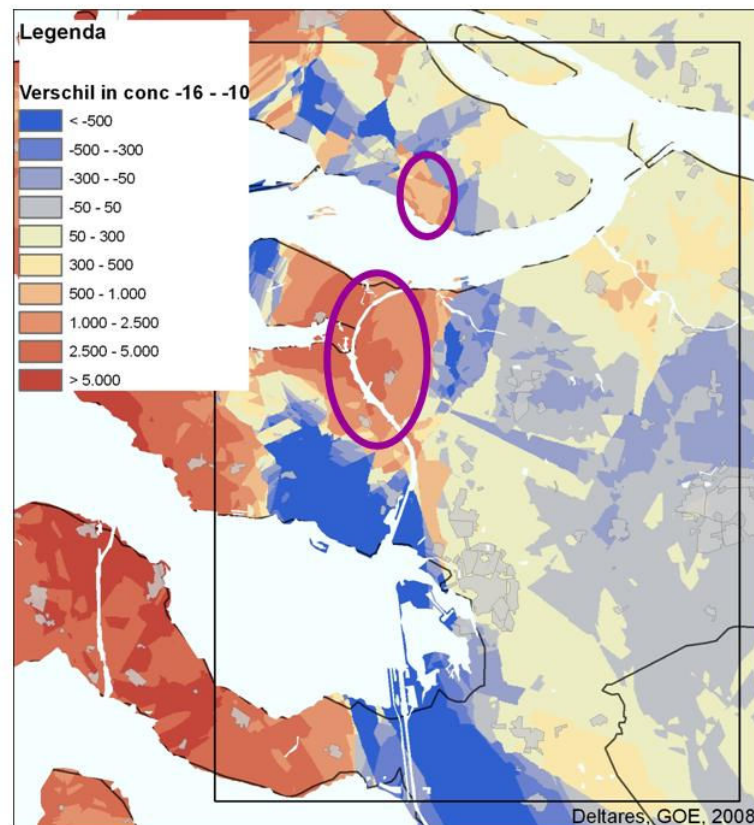 Legenda
Verschil in conc -16 - -10
< -500
-500 - -300
-300 - -50
-50 - 50
50 - 300
300 - 500
500 - 1.000
1.000 - 2.500
2.500 - 5.000
> 5.000
Deltares, GOE, 2008